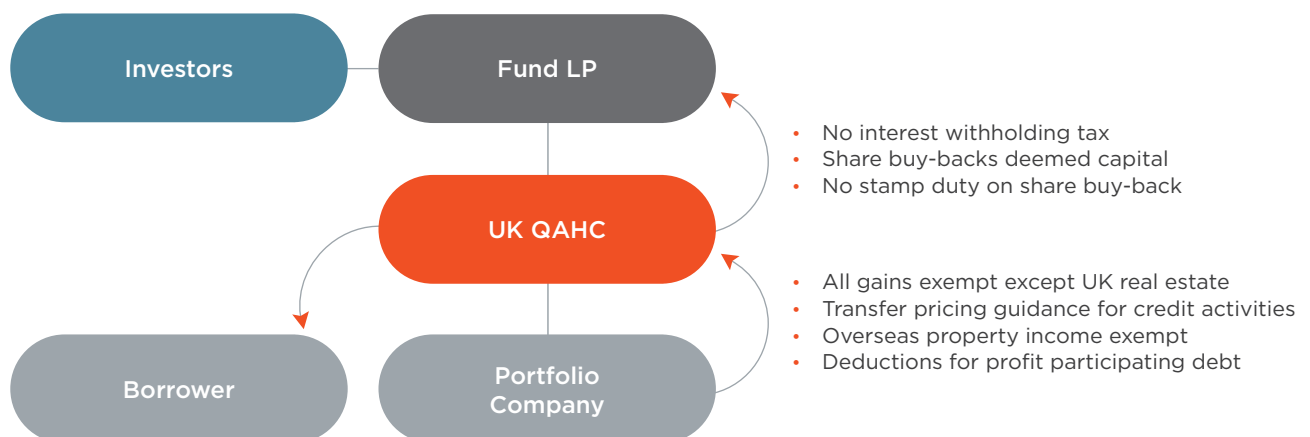 Investors
Fund LP
• No interest withholding tax
• Share buy-backs deemed capital
• No stamp duty on share buy-back
UK QAHC
• All gains exempt except UK real estate
• Transfer pricing guidance for credit activities
• Overseas property income exempt
• Deductions for profit participating debt
Borrower
Portfolio
Company